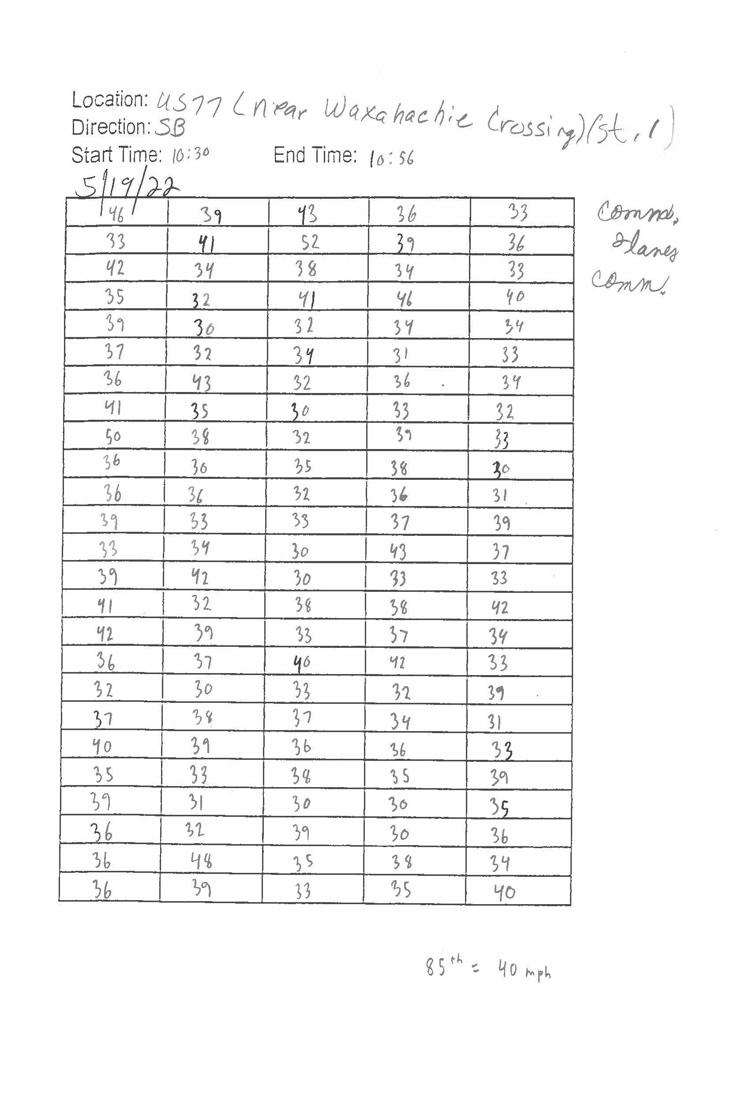 Location: US77 (near Waxahachie Crossing)(St. 1)
Direction: SB
Start Time: 10:30 End Time: 10:56
5/19/22
46 39 43 36 33
Comm.
33 41 52 39 36
2 lanes
42 34 38 34 33
Comm.
35 32 41 46 40
39 30 32 34 34
37 32 34 31 33
36 43 32 36 34
41 35 30 33 32
50 38 32 39 33
36 30 35 38 30
36 36 32 36 31
39 33 33 37 39
33 34 30 43 37
39 42 30 33 33
41 32 38 38 42
42 39 33 37 34
36 37 40 42 33
32 30 33 32 39
37 38 37 34 31
40 39 36 36 33
35 33 38 35 39
39 31 30 30 35
36 32 39 30 36
36 48 35 38 34
36 39 33 35 40
85th = 40 mph